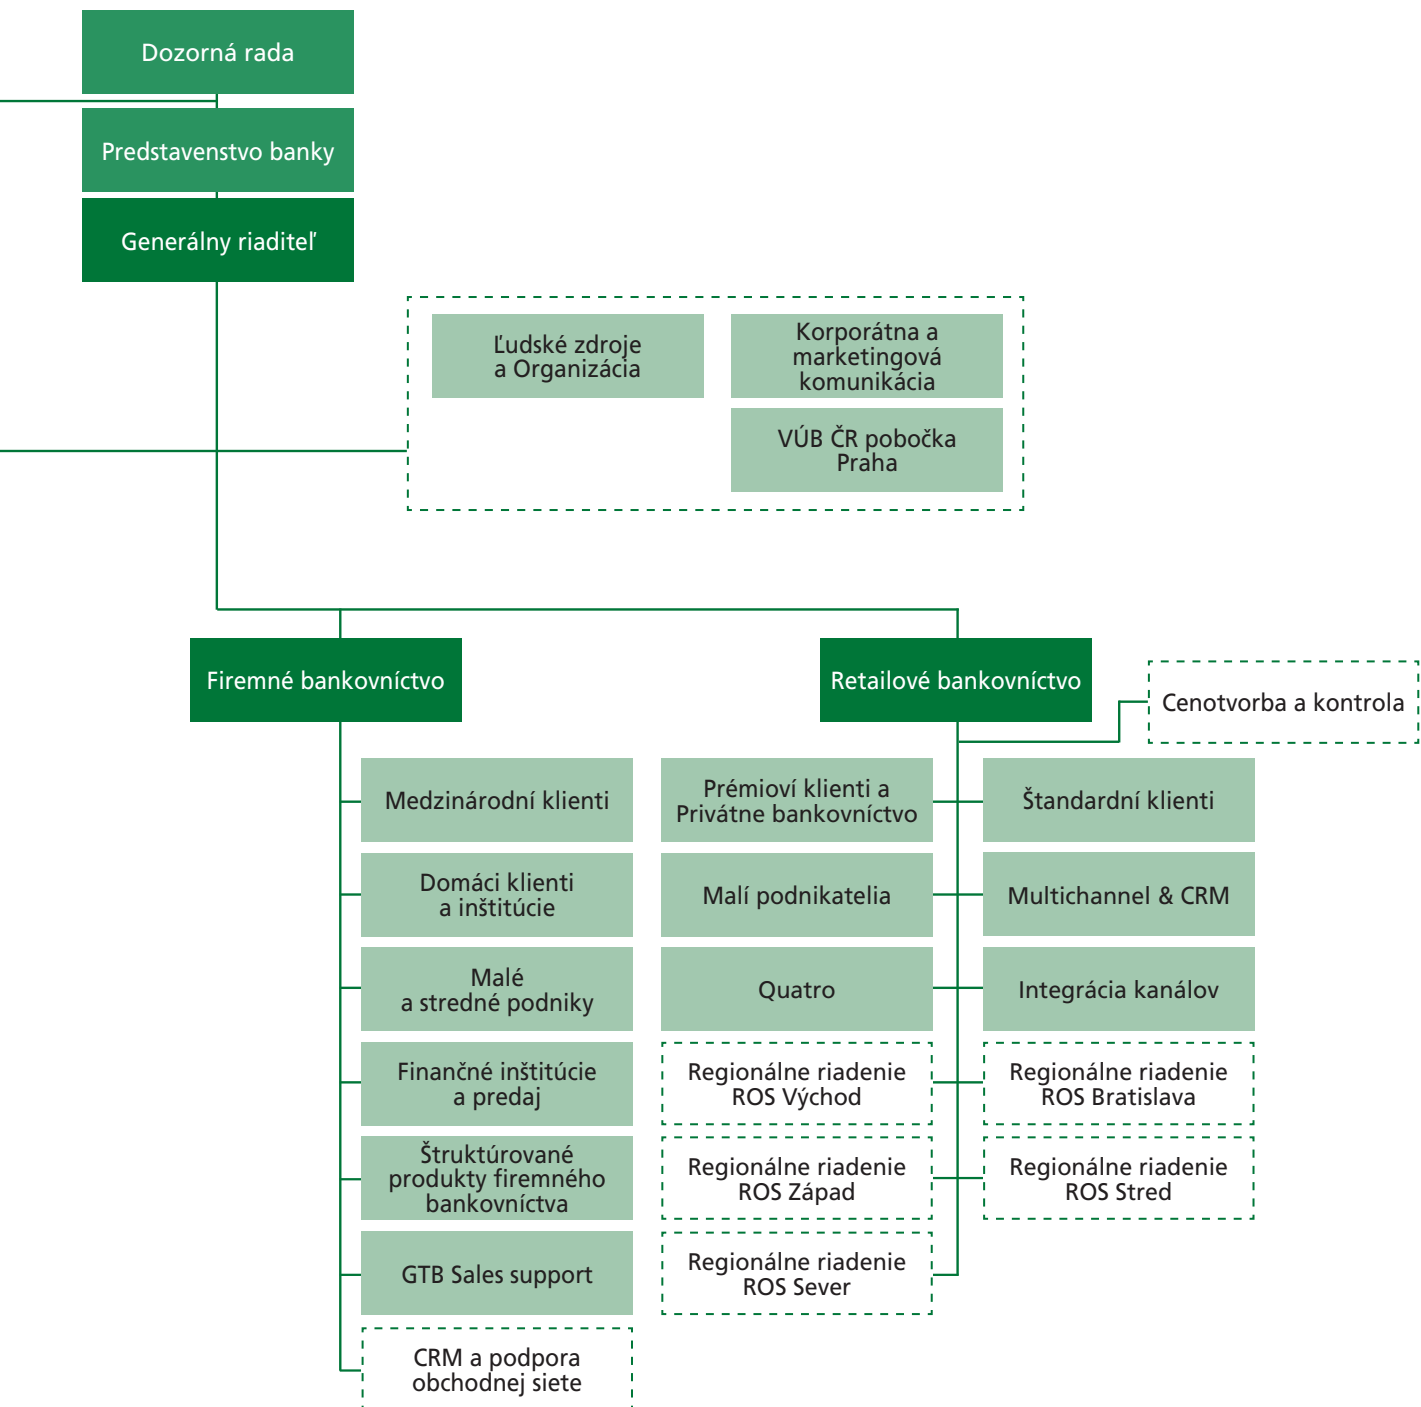 Dozorná rada
Predstavenstvo banky
Generálny riaditeľ
Ľudské zdroje
a Organizácia
Korporátna a
marketingová
komunikácia
VÚB ČR pobočka
Praha
Firemné bankovníctvo
Retailové bankovníctvo
Cenotvorba a kontrola
Medzinárodní klienti
Domáci klienti
a inštitúcie
Malé
a stredné podniky
Finančné inštitúcie
a predaj
Štruktúrované
produkty firemného
bankovníctva
GTB Sales support
CRM a podpora
obchodnej siete
Prémioví klienti a
Privátne bankovníctvo
Malí podnikatelia
Quatro
Regionálne riadenie
ROS Východ
Regionálne riadenie
ROS Západ
Regionálne riadenie
ROS Sever
Štandardní klienti
Multichannel & CRM
Integrácia kanálov
Regionálne riadenie
ROS Bratislava
Regionálne riadenie
ROS Stred